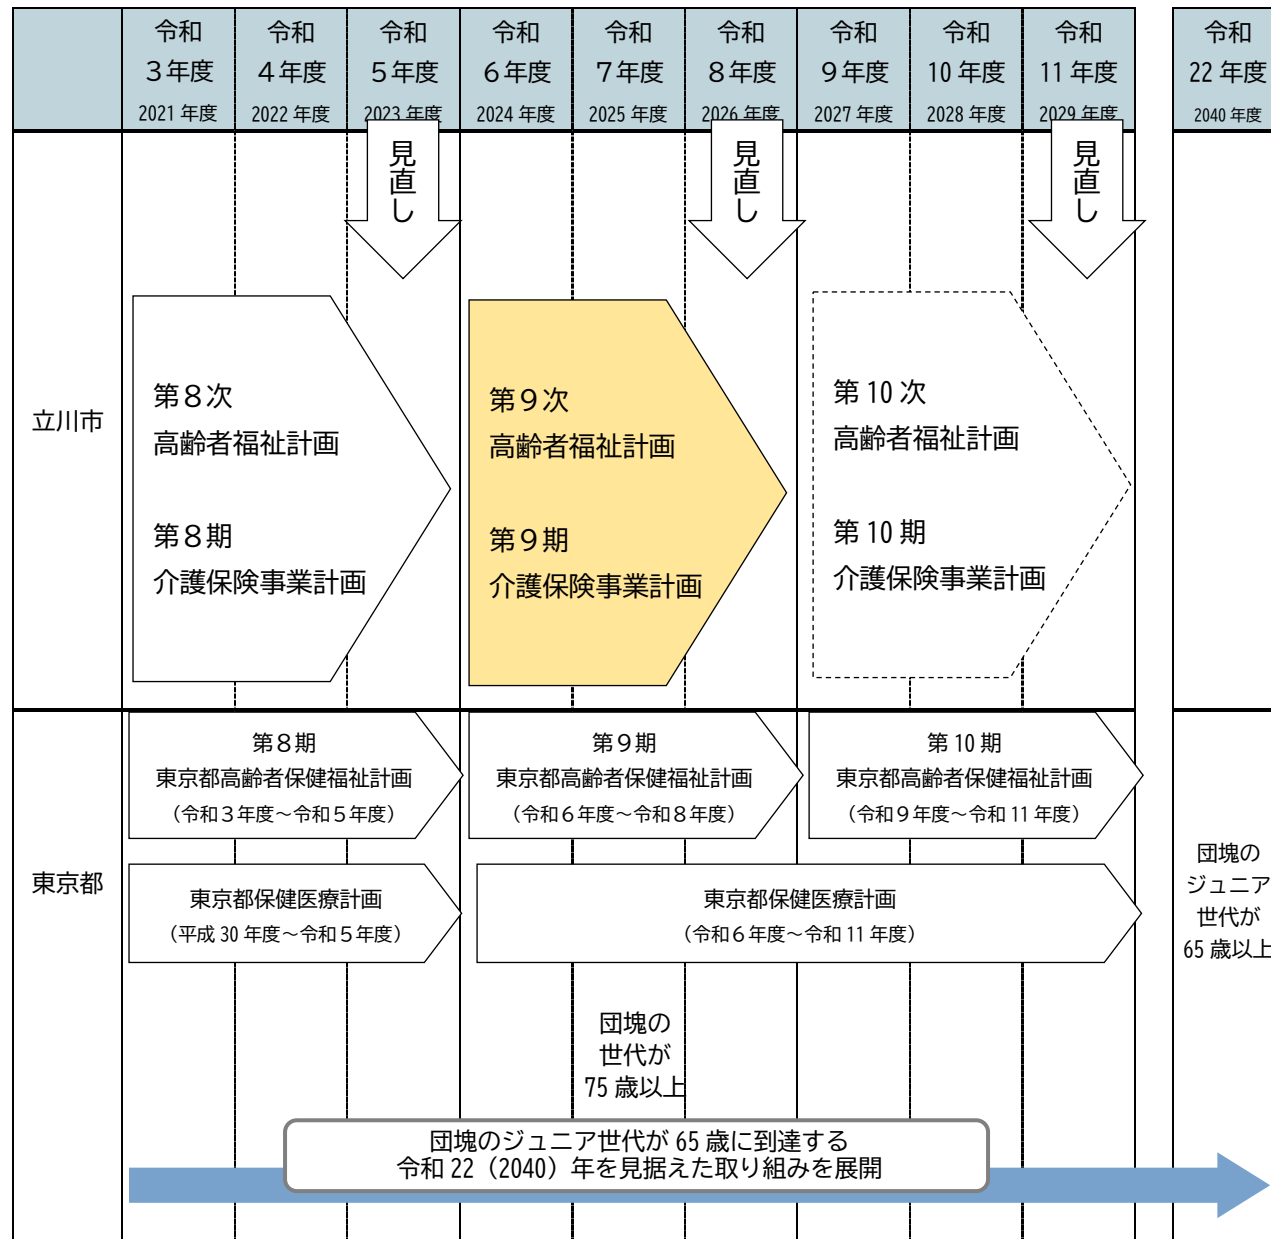 令和
３年度
2021 年度
令和
４年度
2022 年度
令和
５年度
2023 年度
令和
６年度
2024 年度
令和
７年度
2025 年度
令和
８年度
2026 年度
令和
９年度
2027 年度
令和
10 年度
2028 年度
令和
11 年度
2029 年度
令和
22 年度
2040 年度
見直し
見直し
見直し
立川市
第８次
高齢者福祉計画
第８期
介護保険事業計画
第９次
高齢者福祉計画
第９期
介護保険事業計画
第 10 次
高齢者福祉計画
第 10 期
介護保険事業計画
東京都
第８期
東京都高齢者保健福祉計画
（令和３年度～令和５年度）
第９期
東京都高齢者保健福祉計画
（令和６年度～令和８年度）
第 10 期
東京都高齢者保健福祉計画
（令和９年度～令和 11 年度）
東京都保健医療計画
（平成 30 年度～令和５年度）
東京都保健医療計画
（令和６年度～令和 11 年度）
団塊の
ジュニア
世代が
65 歳以上
団塊の
世代が
75 歳以上
団塊のジュニア世代が 65 歳に到達する
令和 22（2040）年を見据えた取り組みを展開